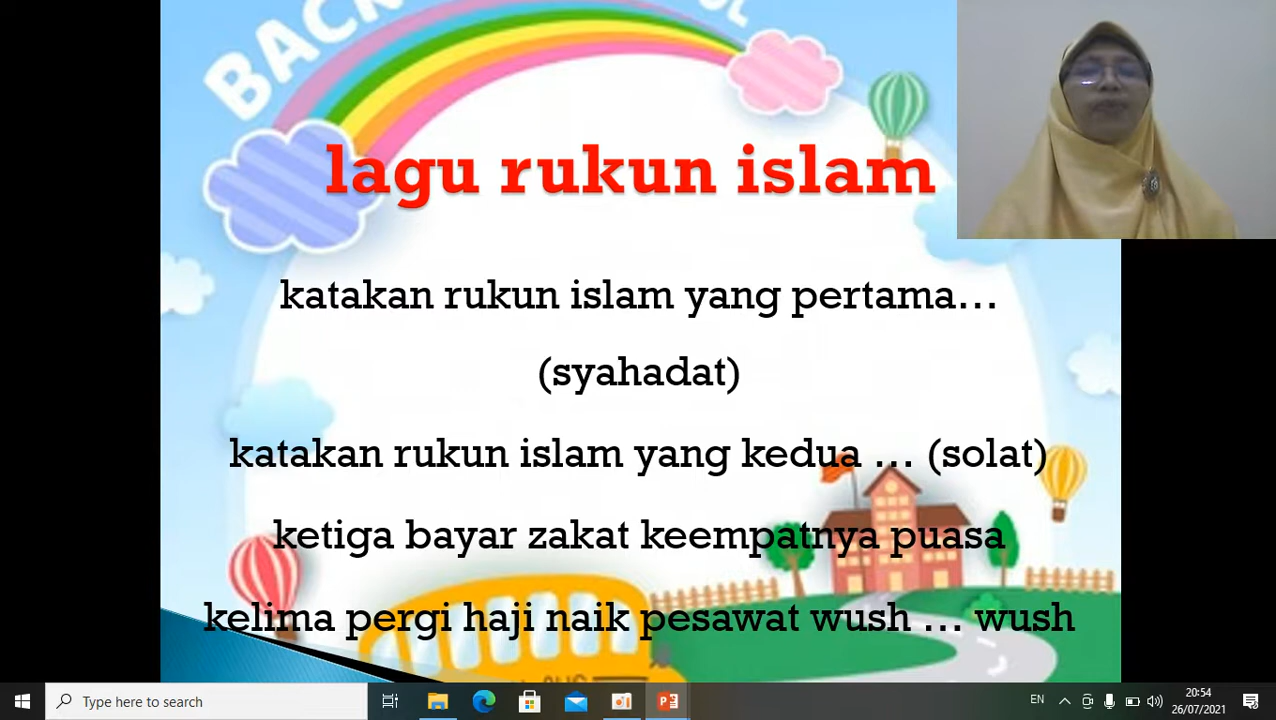 BACK
lagu rukun islam
katakan rukun islam yang pertama...
(syahadat)
katakan rukun islam yang kedua ... (solat)
ketiga bayar zakat keempatnya puasa
kelima pergi haji naik pesawat wush ... wush
Type here to search
EN
20:54
26/07/2021